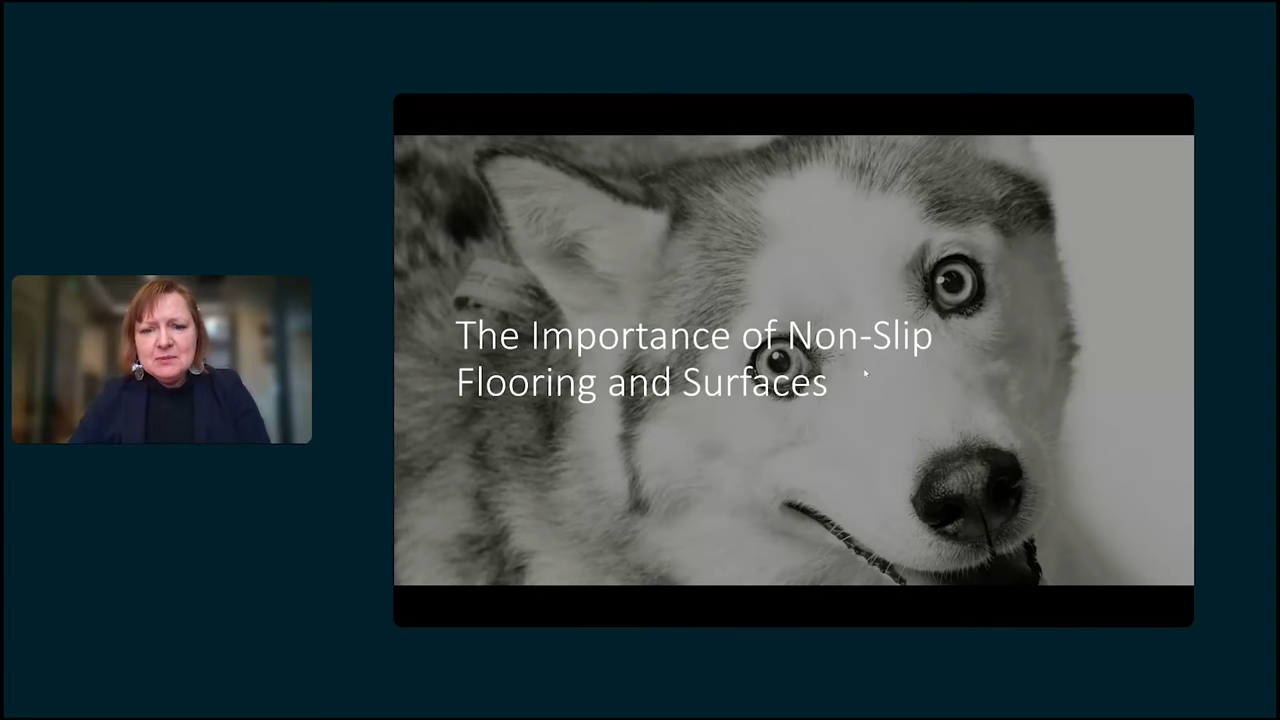 The Importance of Non-Slip
Flooring and Surfaces